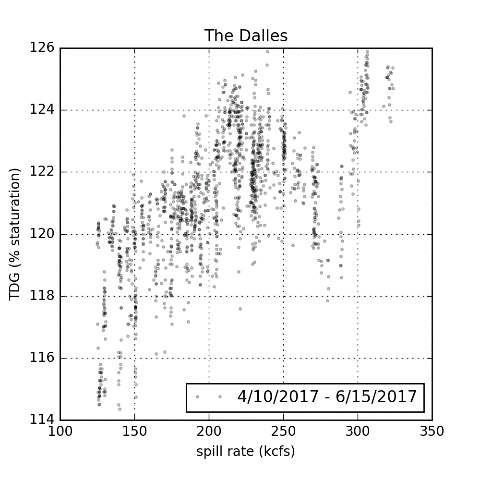 The Dalles
126
124
122
120
118
116
114
TDG (% staturation)
100 150 200 250 300 350
spill rate (kcfs)
4/10/2017 - 6/15/2017